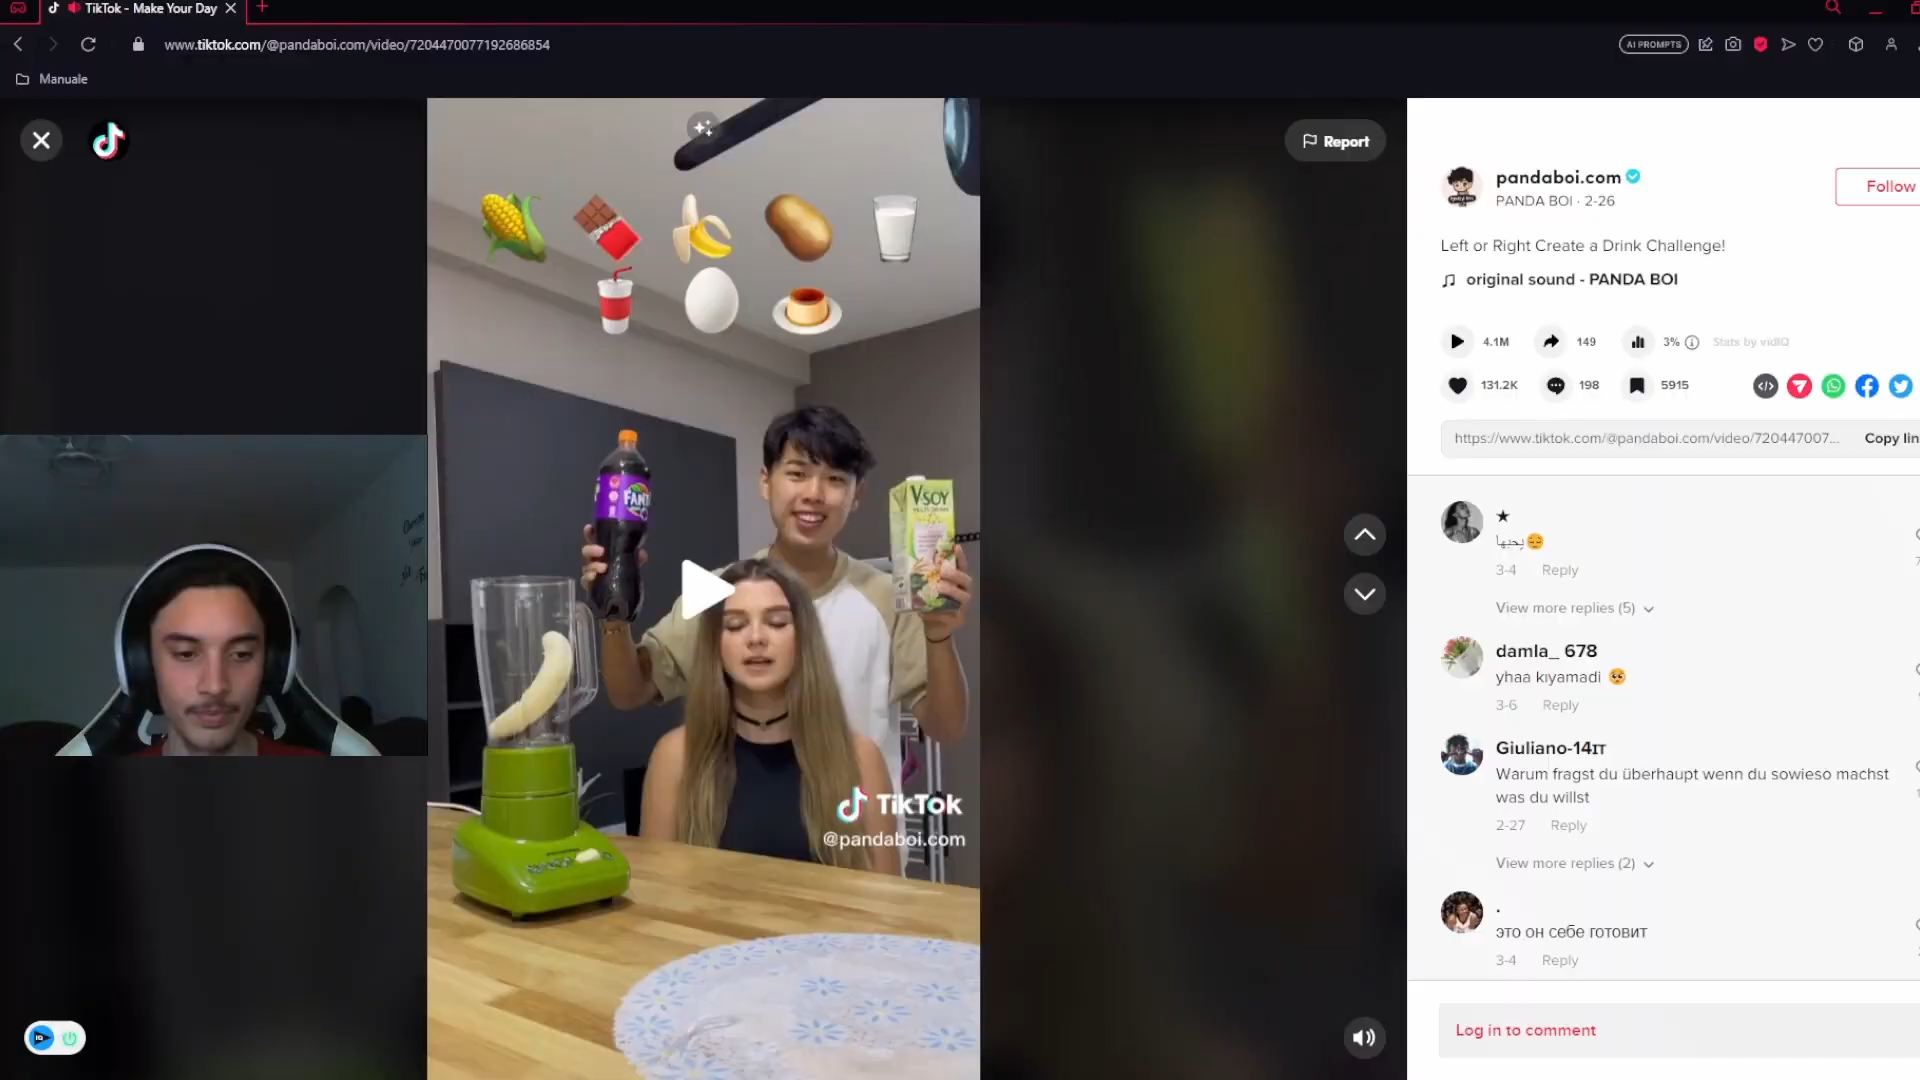 TikTok - Make Your Day
www.tiktok.com/@pandaboi.com/video/7204470077192686854
AI PROMPTS
Manuale
Report
FANT
V-SOY
TikTok
@pandaboi.com
pandaboi.com
PANDA BOI · 2-26
Follow
Left or Right Create a Drink Challenge!
original sound - PANDA BOI
4.1M
149
3%
Stats by vidIQ
131.2K
198
5915
https://www.tiktok.com/@pandaboi.com/video/720447007...
Copy lin
★
بحبها😔
3-4 Reply
View more replies (5)
damla_ 678
yhaa kıyamadi 🥺
3-6 Reply
Giuliano-14ɪᴛ
Warum fragst du überhaupt wenn du sowieso machst
was du willst
2-27 Reply
View more replies (2)
.
это он себе готовит
3-4 Reply
Log in to comment